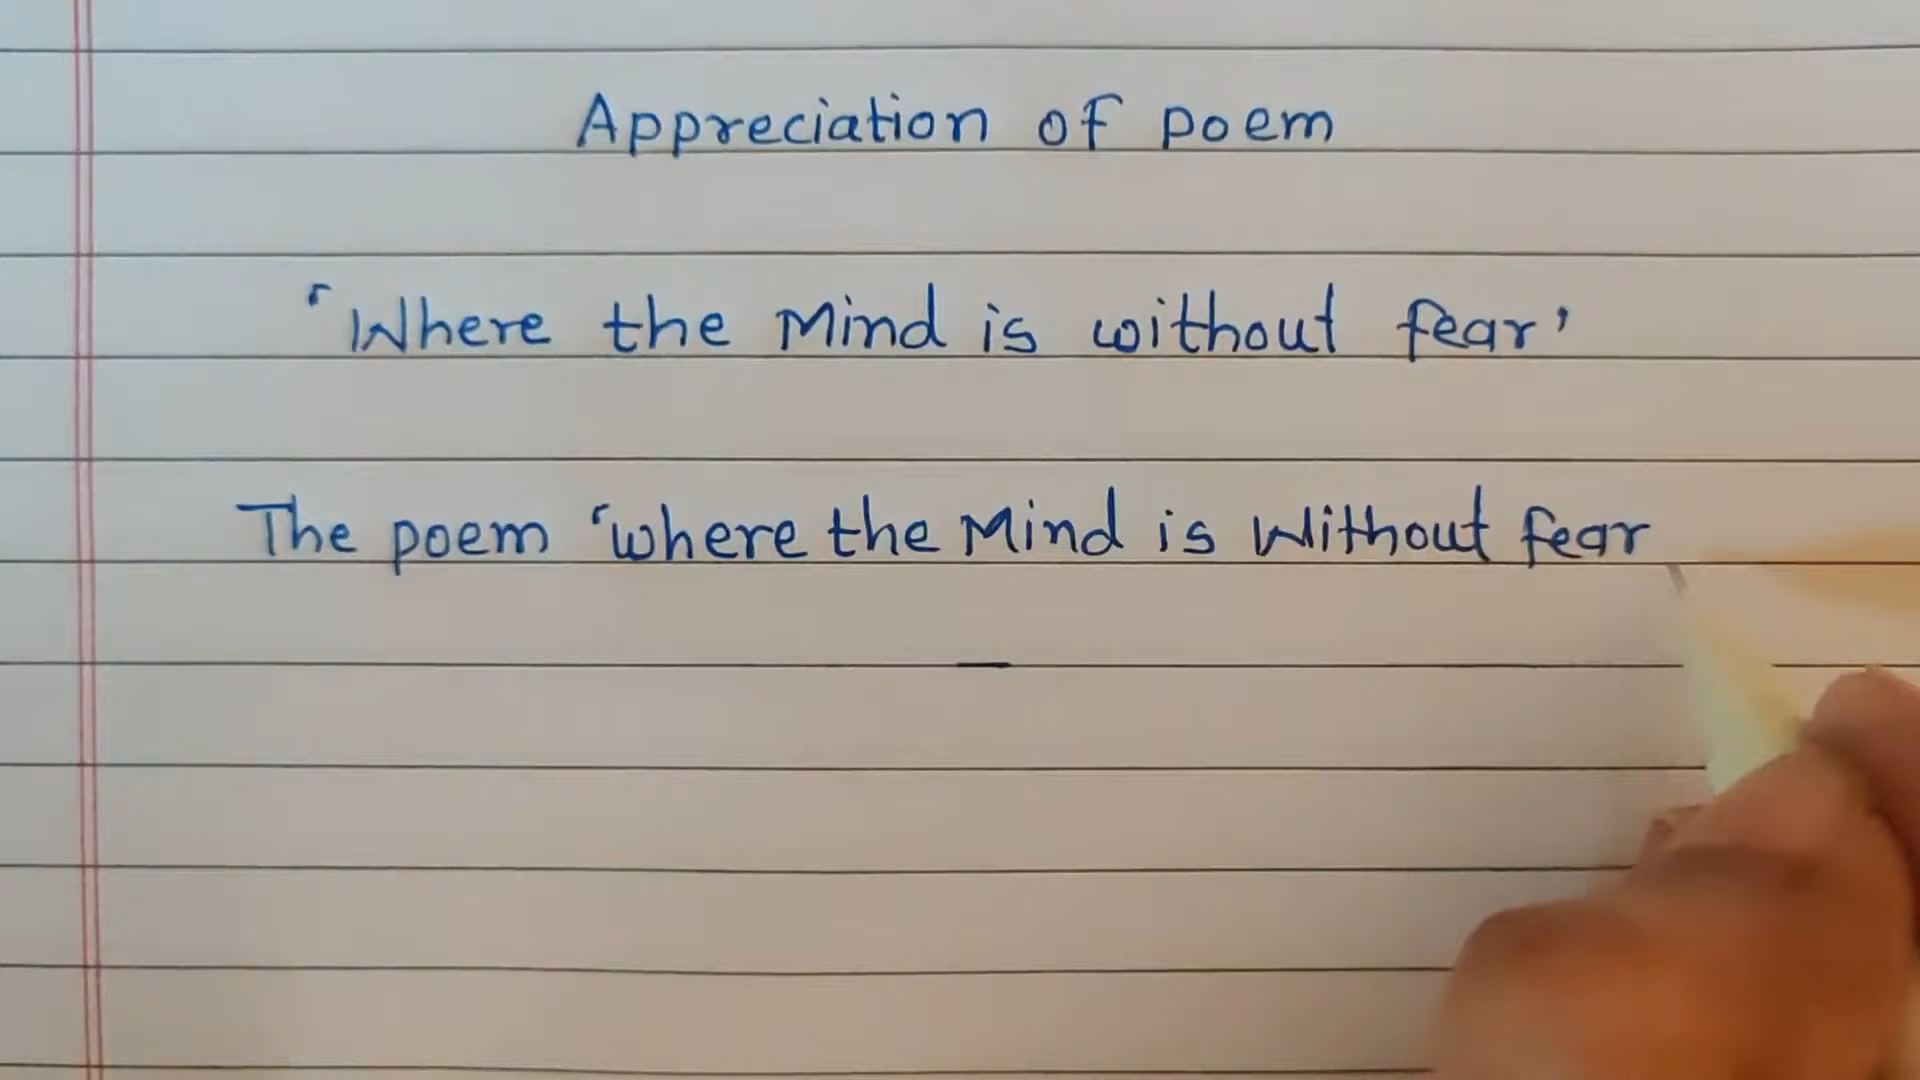 Appreciation of poem
'Where the Mind is without fear'
The poem 'where the Mind is Without fear